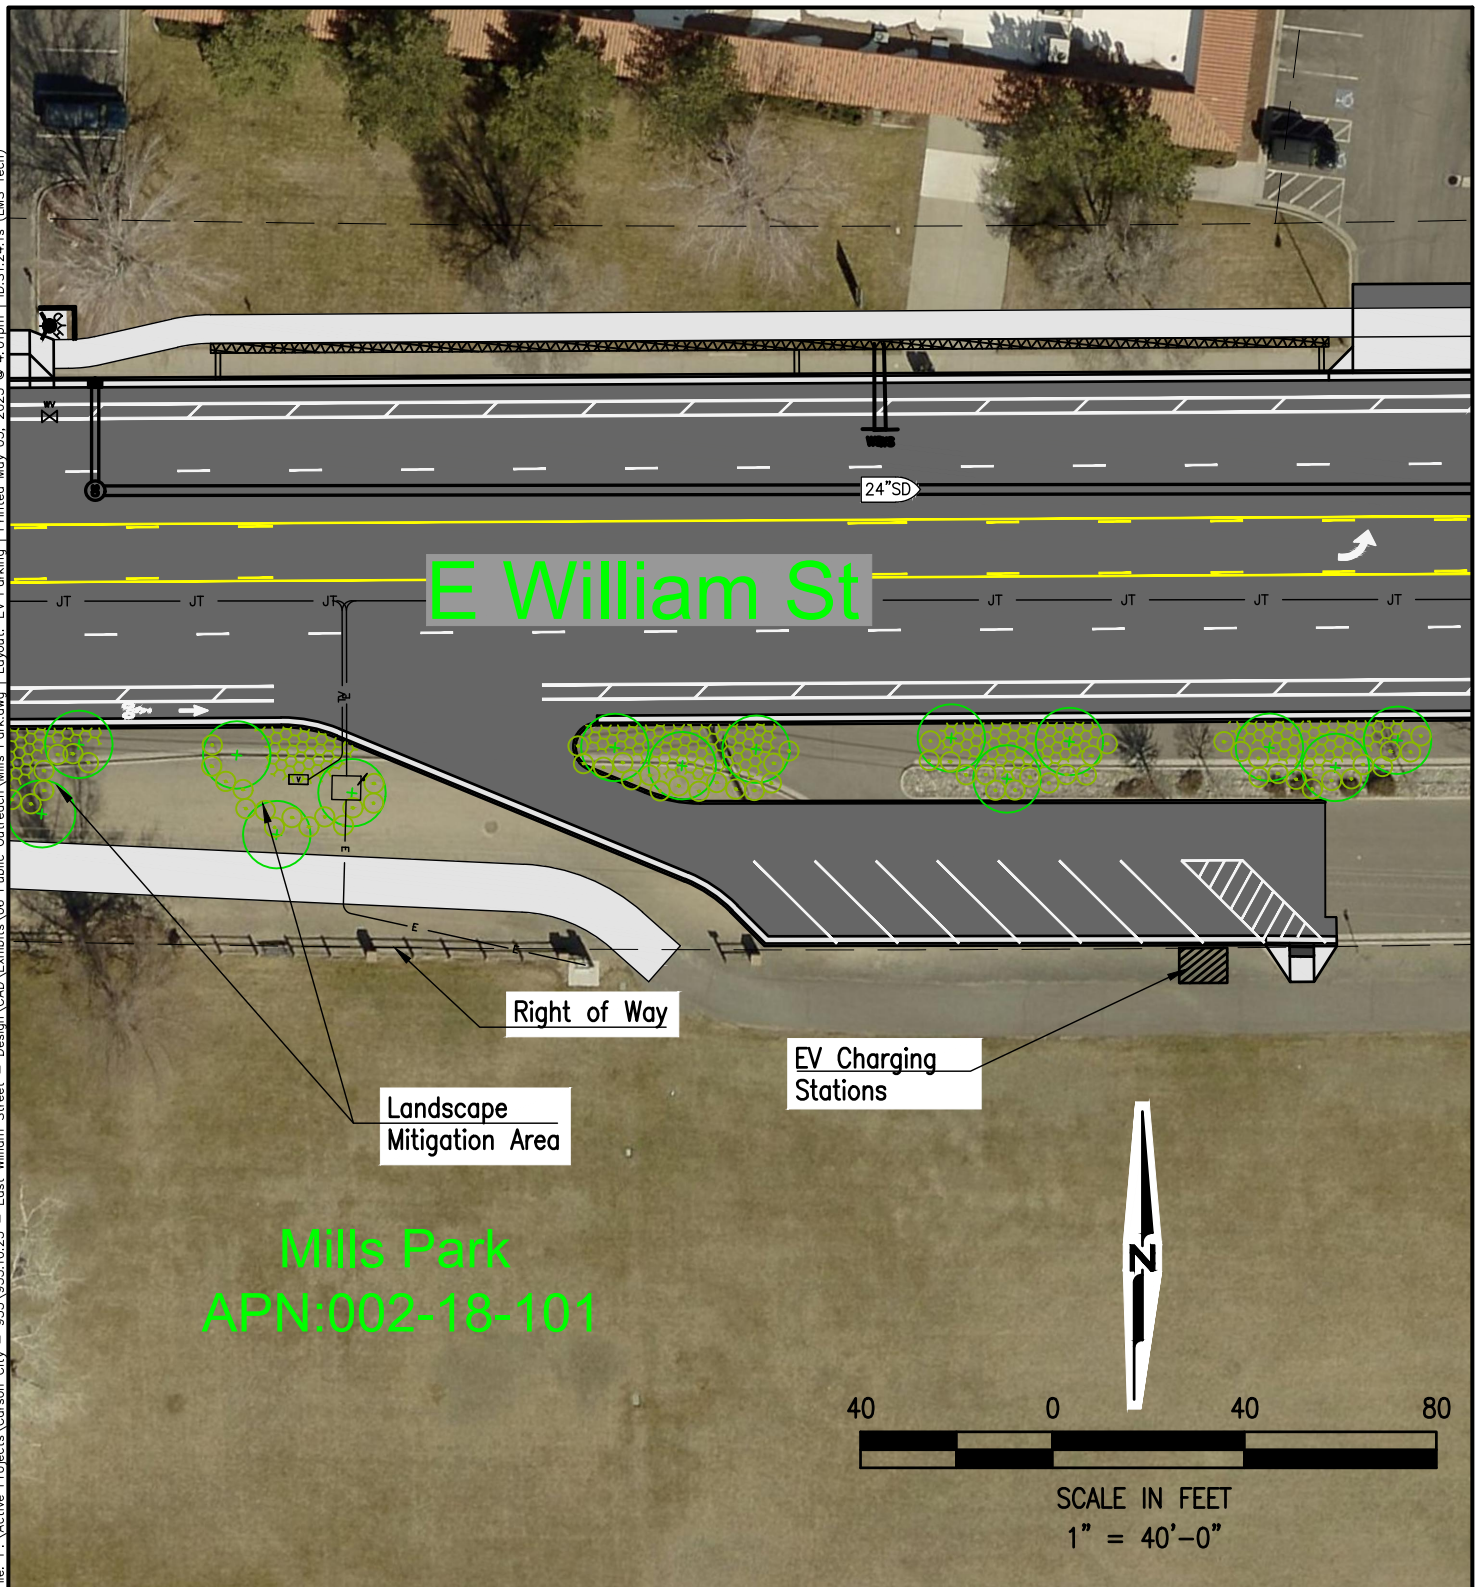 WV
24"SD
E William St
JT
JT
JT
JT
JT
JT
JT
V
E
E
E
Right of Way
EV Charging
Stations
Landscape
Mitigation Area
Mills Park
APN:002-18-101
N
40 0 40 80
SCALE IN FEET
1" = 40'-0"